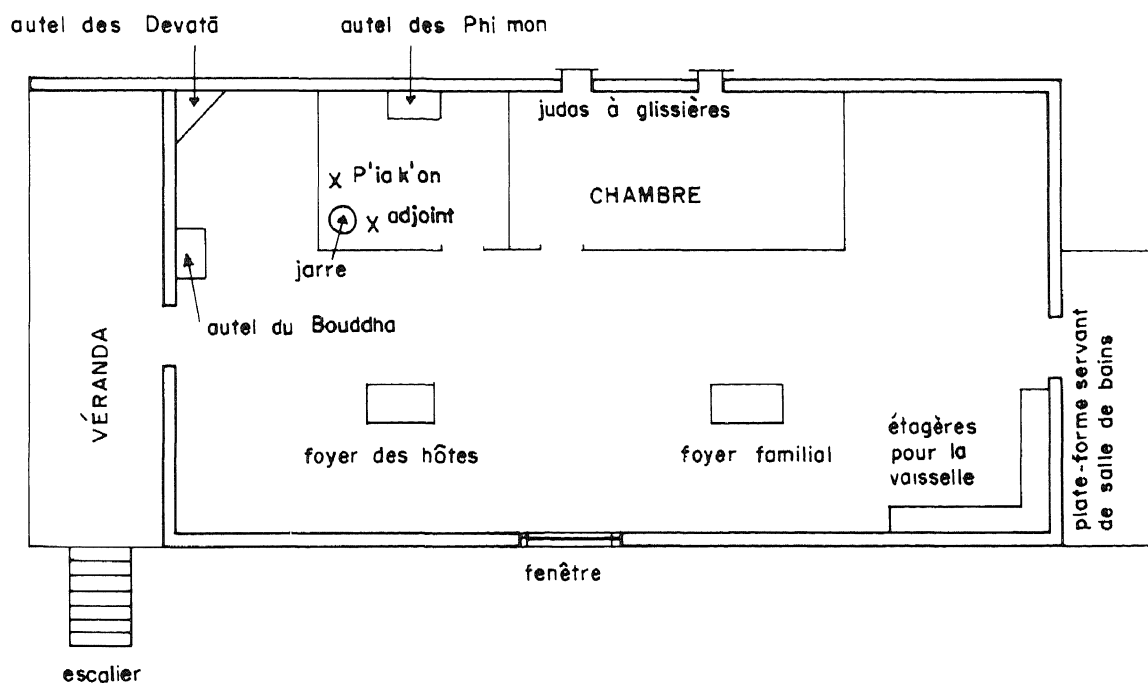 autel des Devatā
autel des Phi mon
judas à glissières
P'ia k'on
CHAMBRE
adjoint
jarre
autel du Bouddha
VÉRANDA
foyer des hôtes
foyer familial
étagères
pour la
vaisselle
plate-forme servant
de salle de bains
fenêtre
escalier